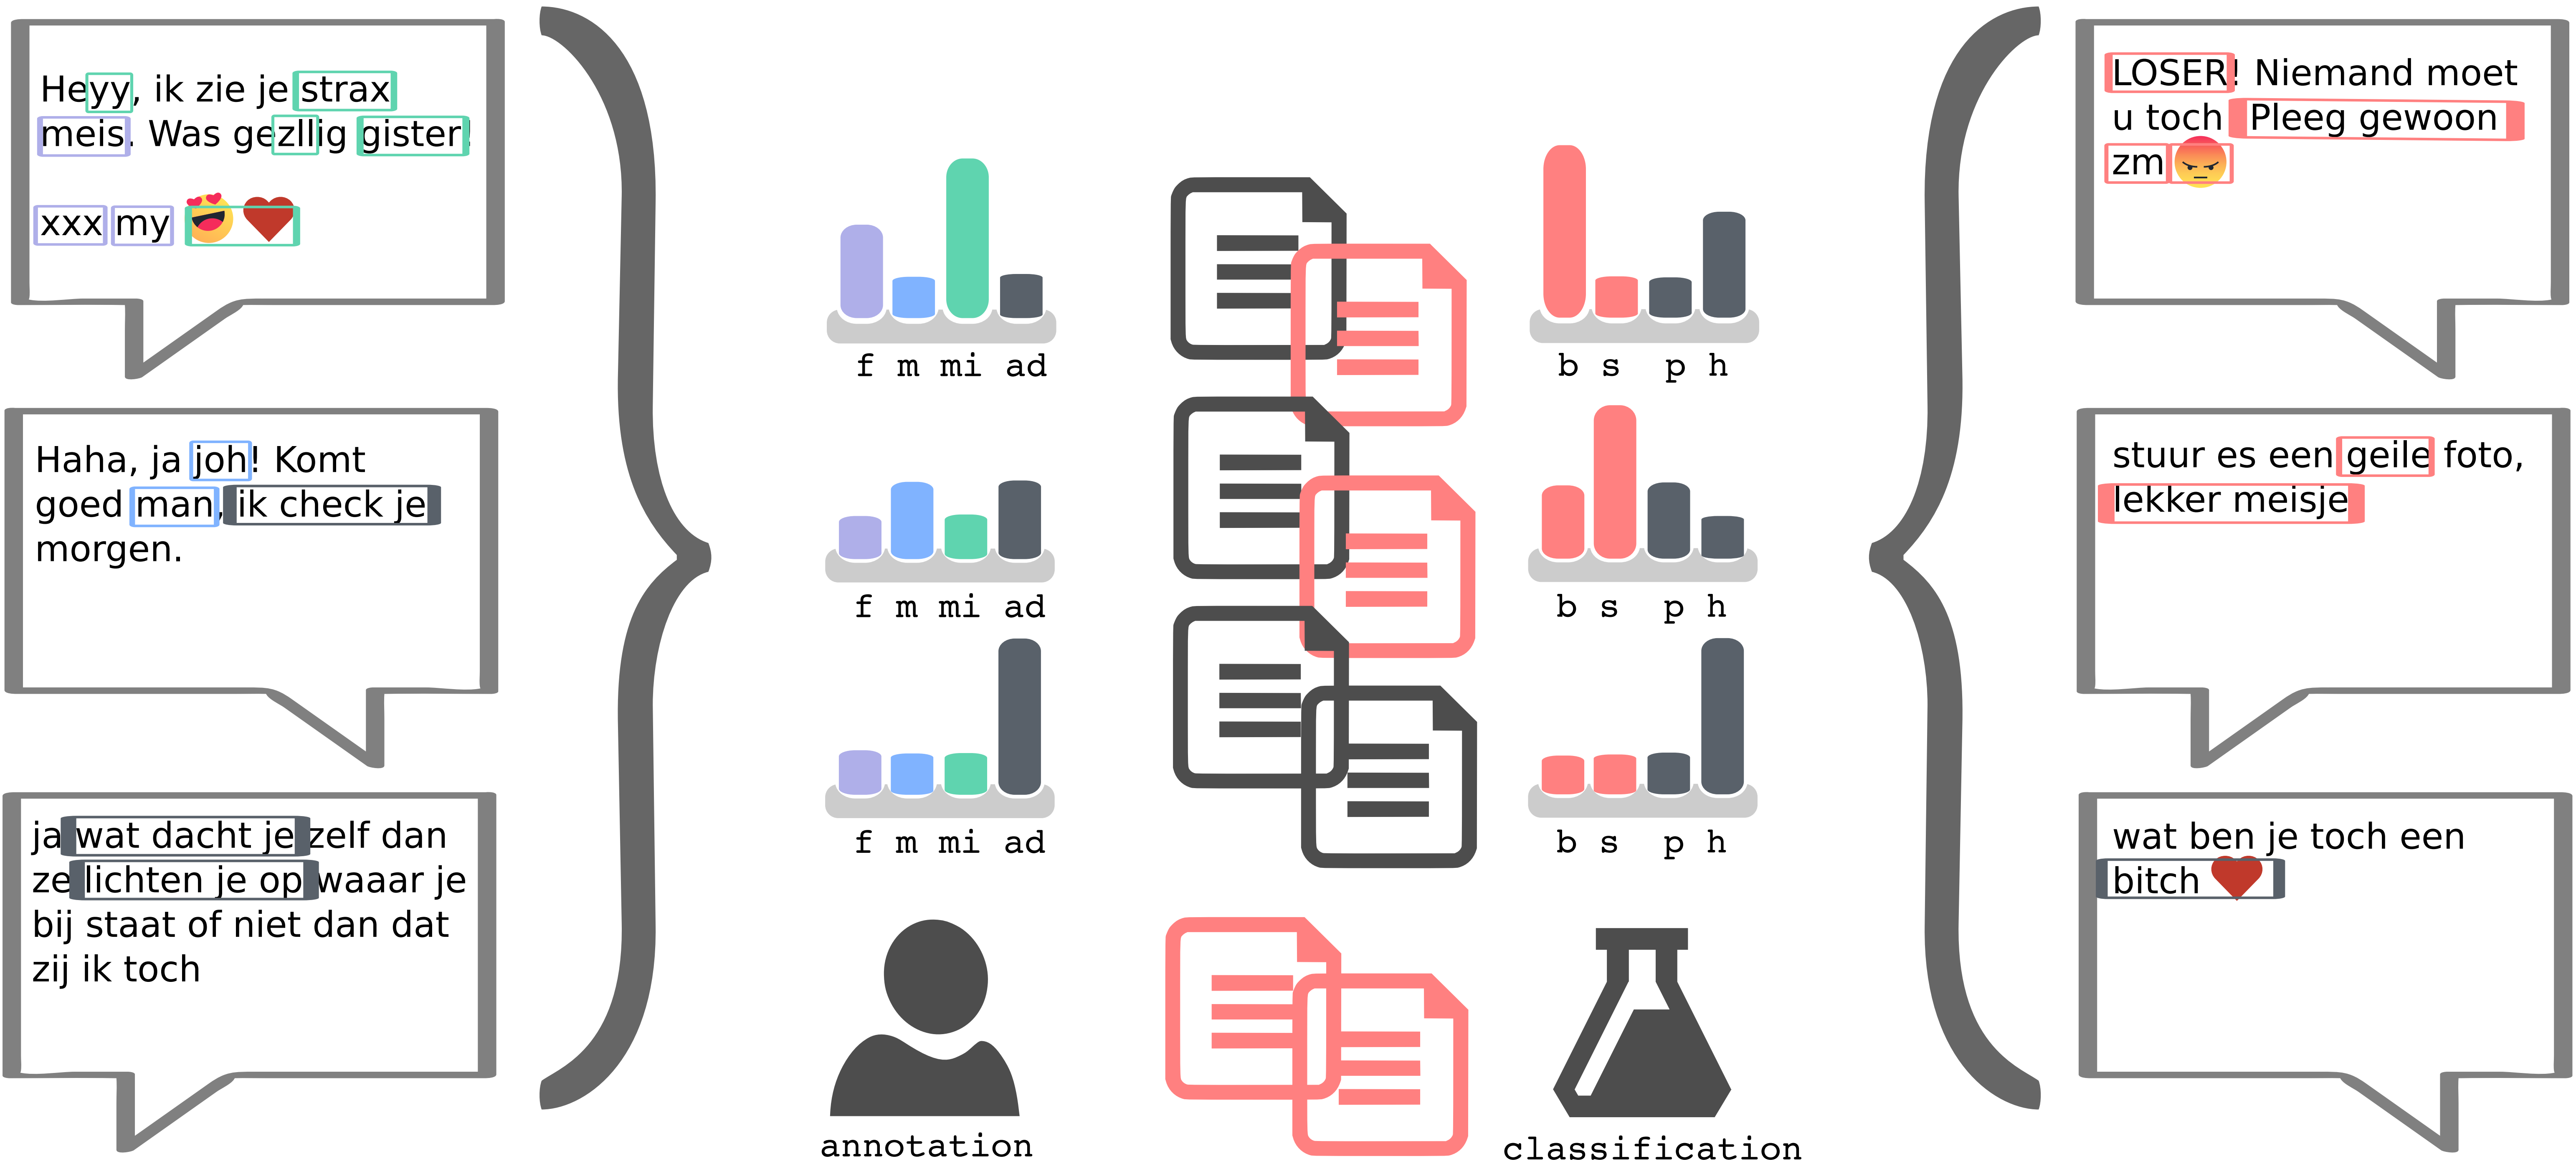 Heyy, ik zie je strax
meis. Was gezllig gister!
xxx my
Haha, ja joh! Komt
goed man, ik check je
morgen.
ja wat dacht je zelf dan
ze lichten je op waaar je
bij staat of niet dan dat
zij ik toch
f m mi ad
f m mi ad
f m mi ad
annotation
b s p h
b s p h
b s p h
classification
LOSER! Niemand moet
u toch Pleeg gewoon
zm
stuur es een geile foto,
lekker meisje
wat ben je toch een
bitch